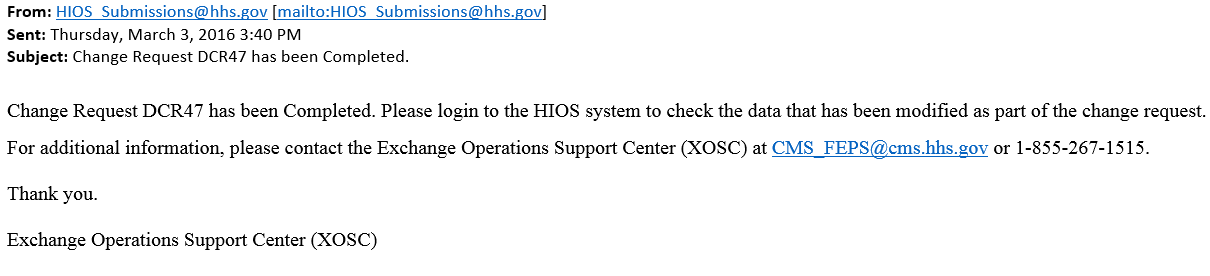 From: HIOS_Submissions@hhs.gov [mailto:HIOS_Submissions@hhs.gov]
Sent: Thursday, March 3, 2016 3:40 PM
Subject: Change Request DCR47 has been Completed.
Change Request DCR47 has been Completed. Please login to the HIOS system to check the data that has been modified as part of the change request.
For additional information, please contact the Exchange Operations Support Center (XOSC) at CMS_FEPS@cms.hhs.gov or 1-855-267-1515.
Thank you.
Exchange Operations Support Center (XOSC)